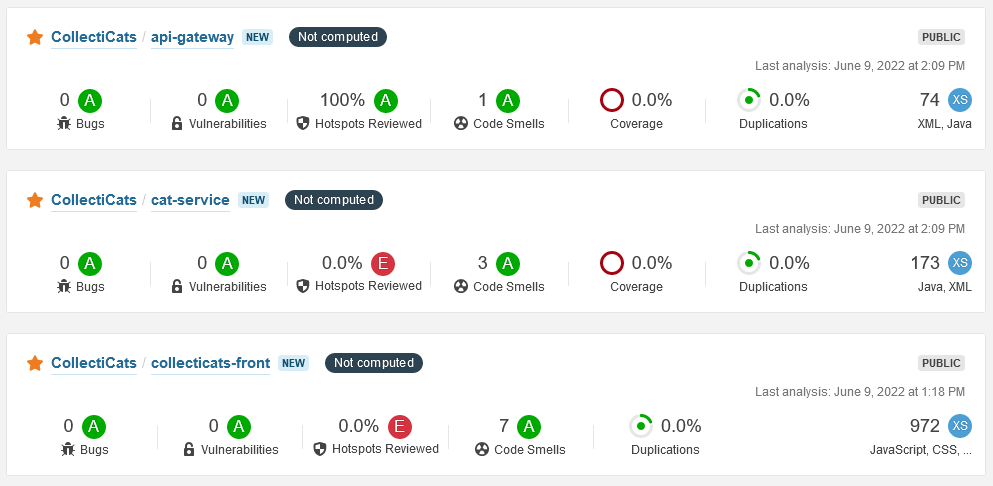 CollectiCats / api-gateway NEW Not computed PUBLIC
Last analysis: June 9, 2022 at 2:09 PM
0 A 0 A 100% A 1 A 0.0% 0.0% 74 XS
Bugs Vulnerabilities Hotspots Reviewed Code Smells Coverage Duplications XML, Java
CollectiCats / cat-service NEW Not computed PUBLIC
Last analysis: June 9, 2022 at 2:09 PM
0 A 0 A 0.0% E 3 A 0.0% 0.0% 173 XS
Bugs Vulnerabilities Hotspots Reviewed Code Smells Coverage Duplications Java, XML
CollectiCats / collecticats-front NEW Not computed PUBLIC
Last analysis: June 9, 2022 at 1:18 PM
0 A 0 A 0.0% E 7 A 0.0% 972 XS
Bugs Vulnerabilities Hotspots Reviewed Code Smells Duplications JavaScript, CSS, ...